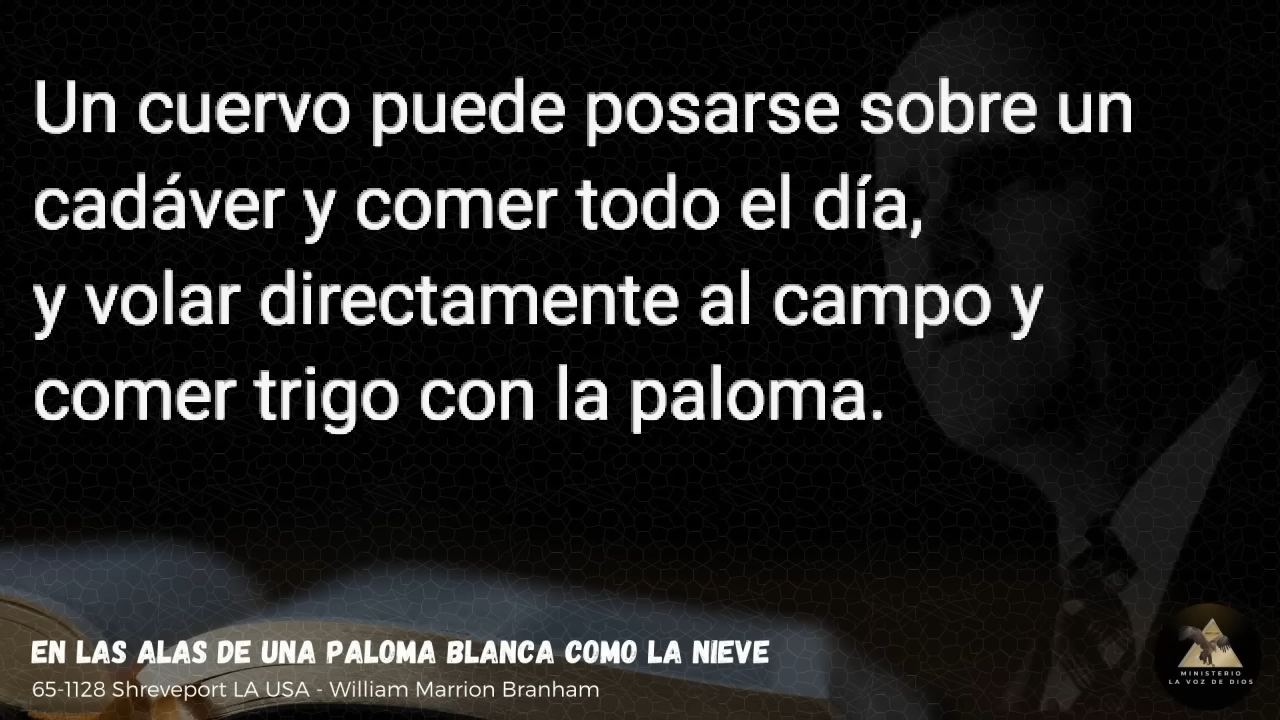 Un cuervo puede posarse sobre un
cadáver y comer todo el día,
y volar directamente al campo y
comer trigo con la paloma.
EN LAS ALAS DE UNA PALOMA BLANCA COMO LA NIEVE
65-1128 Shreveport LA USA - William Marrion Branham
MINISTERIO
LA VOZ DE DIOS